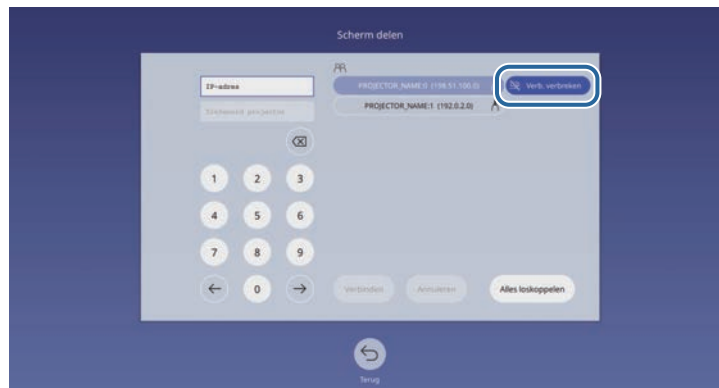 Scherm delen
IP-adres
Trefwoord projector
PROJECTOR_NAME:0 (198.51.100.0)
Verb. verbreken
PROJECTOR_NAME:1 (192.0.2.0)
1 2 3
4 5 6
7 8 9
0
Verbinden
Annuleren
Alles loskoppelen
Terug